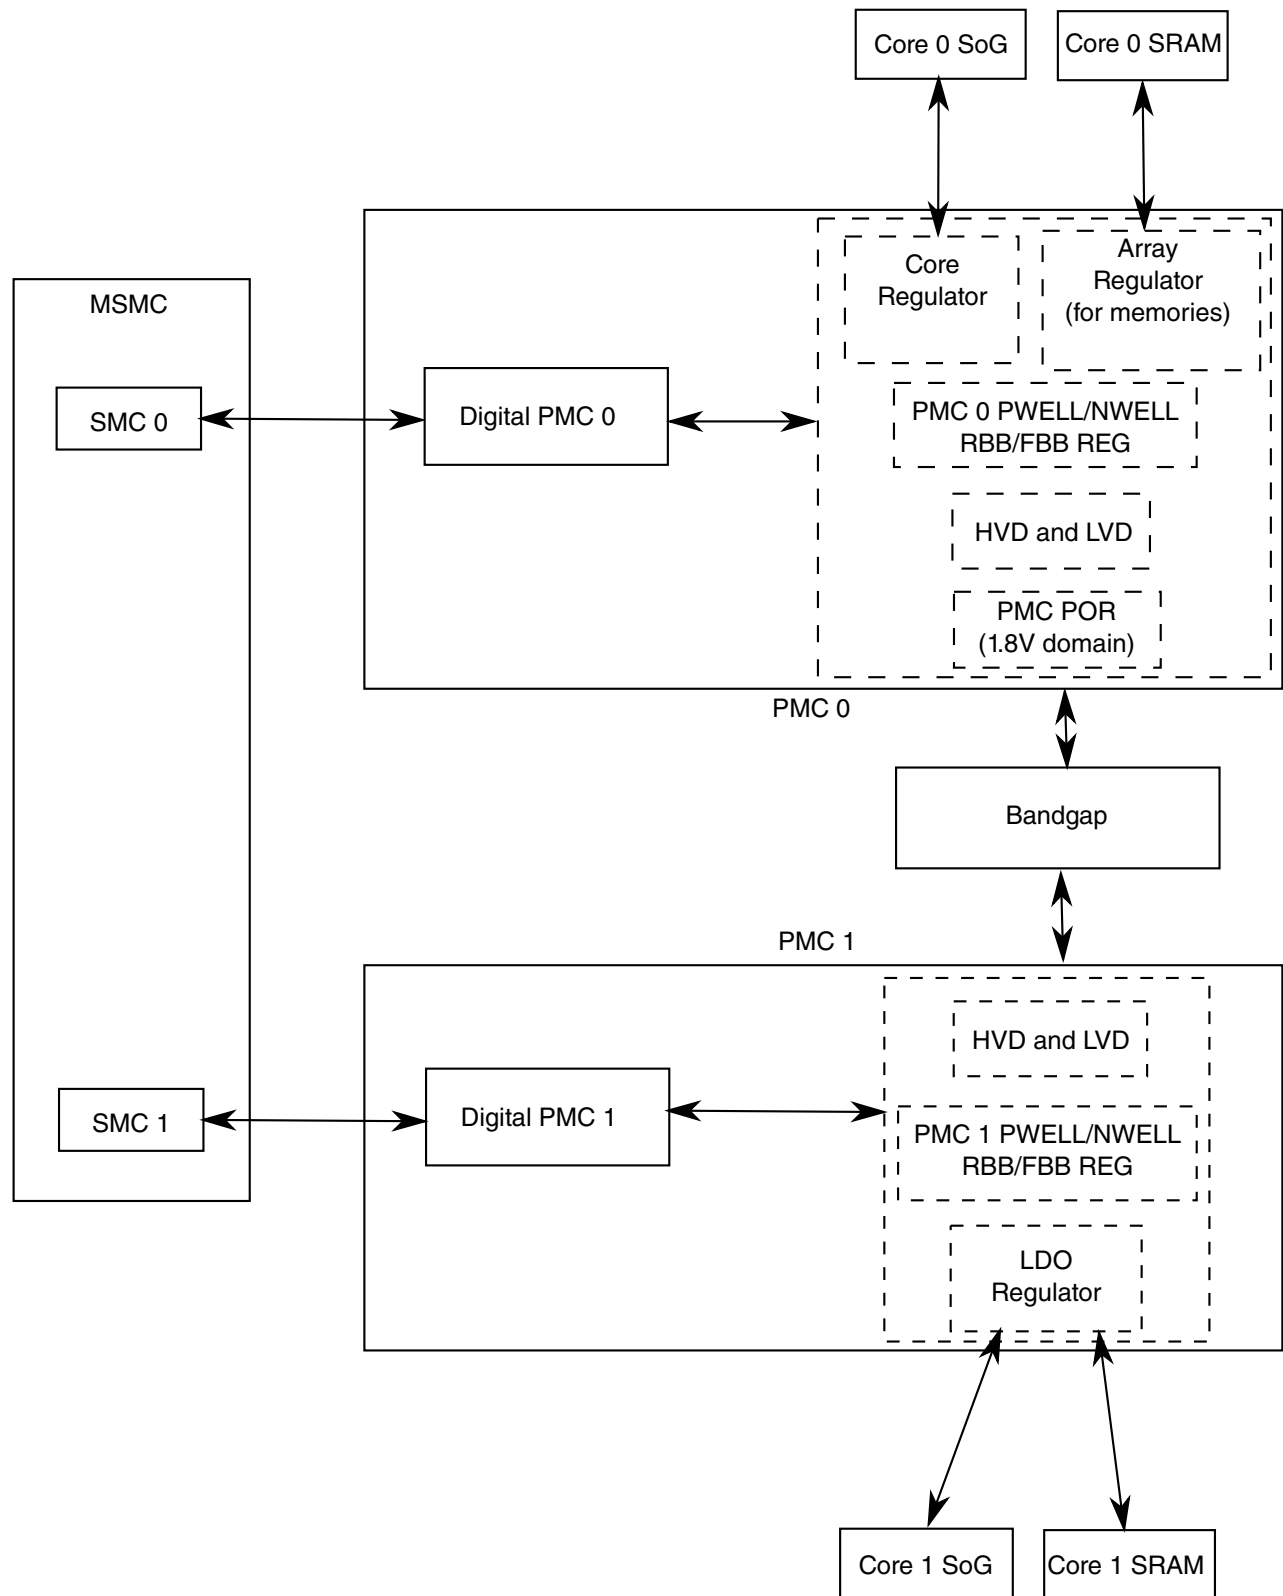 Core 0 SoG
Core 0 SRAM
MSMC
SMC 0
Digital PMC 0
Core
Regulator
Array
Regulator
(for memories)
PMC 0 PWELL/NWELL
RBB/FBB REG
HVD and LVD
PMC POR
(1.8V domain)
PMC 0
Bandgap
PMC 1
SMC 1
Digital PMC 1
HVD and LVD
PMC 1 PWELL/NWELL
RBB/FBB REG
LDO
Regulator
Core 1 SoG
Core 1 SRAM